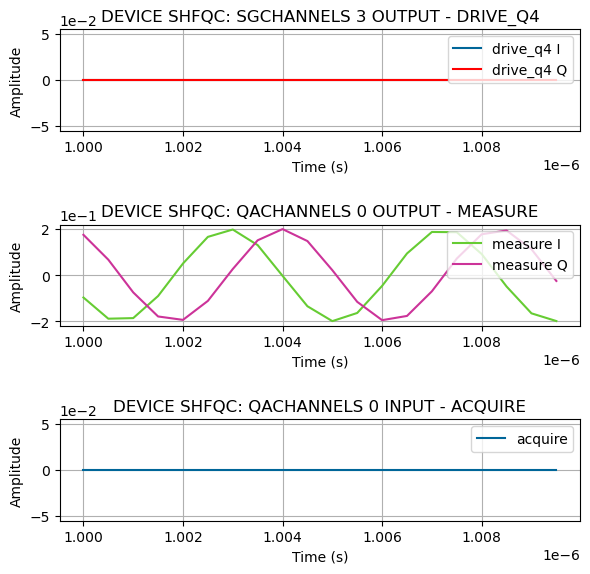 DEVICE SHFQC: SGCHANNELS 3 OUTPUT - DRIVE_Q4
1e−2
5
0
−5
Amplitude
drive_q4 I
drive_q4 Q
1.000 1.002 1.004 1.006 1.008
Time (s)
1e−6
DEVICE SHFQC: QACHANNELS 0 OUTPUT - MEASURE
1e−1
2
0
−2
Amplitude
measure I
measure Q
1.000 1.002 1.004 1.006 1.008
Time (s)
1e−6
DEVICE SHFQC: QACHANNELS 0 INPUT - ACQUIRE
1e−2
5
0
−5
Amplitude
acquire
1.000 1.002 1.004 1.006 1.008
Time (s)
1e−6